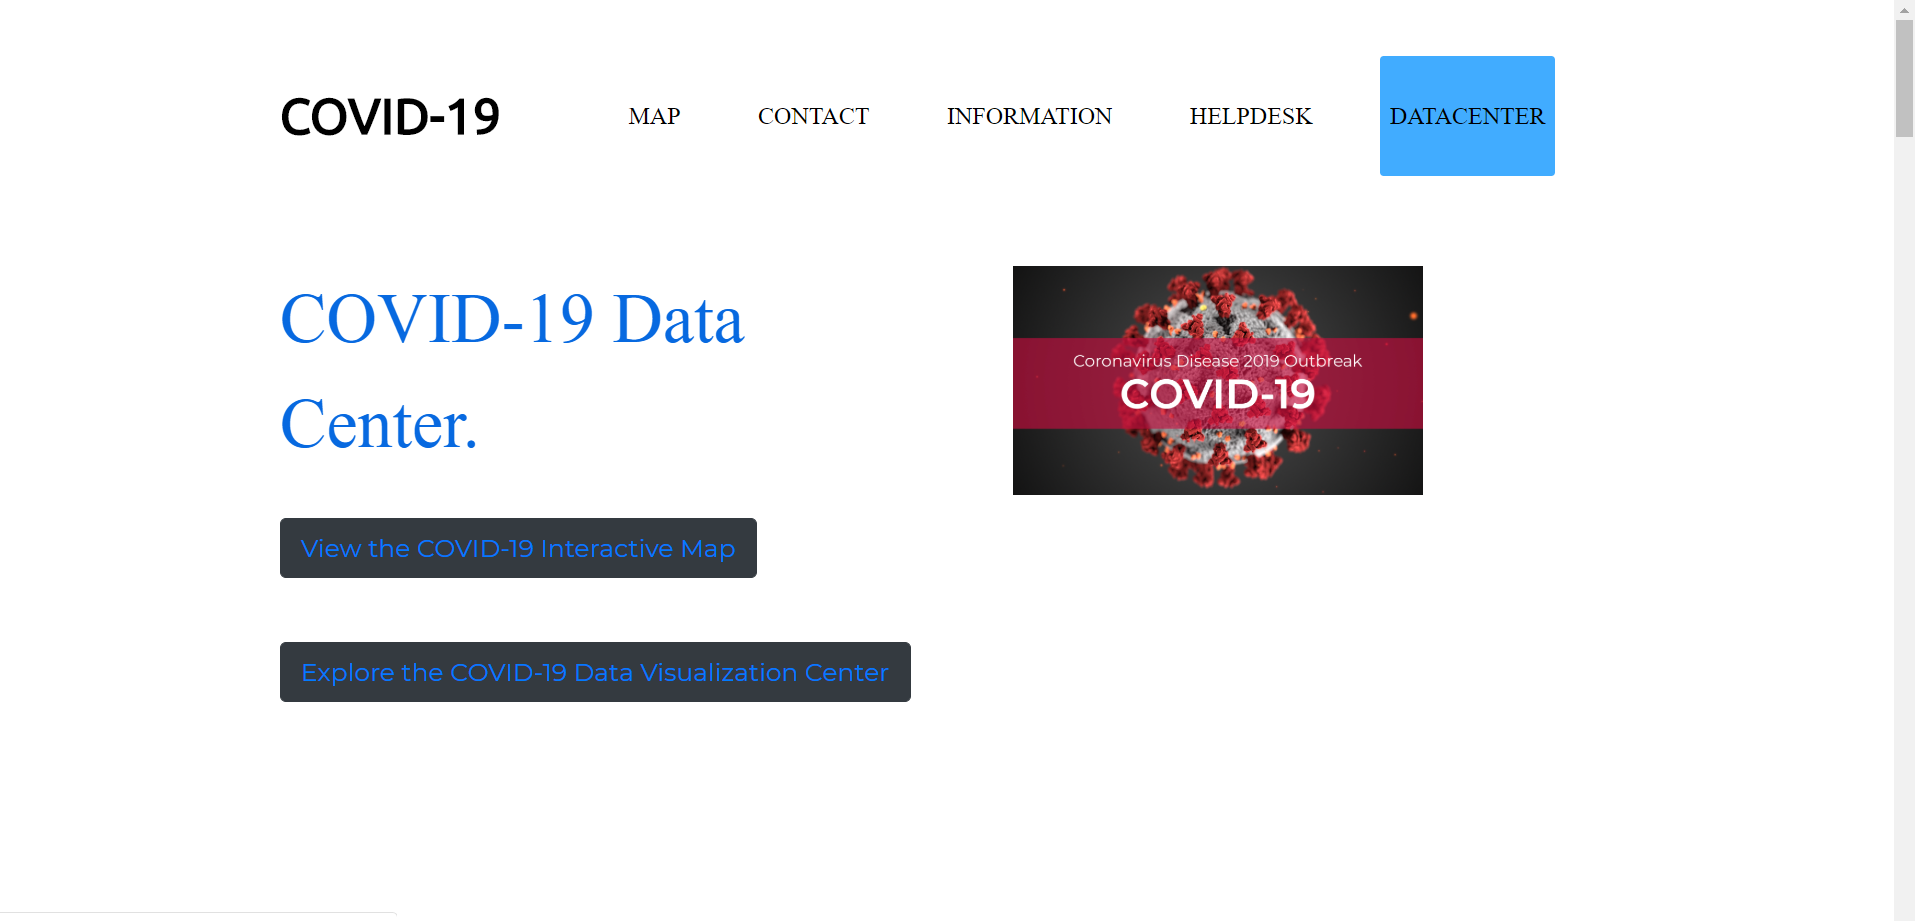 COVID-19
MAP
CONTACT
INFORMATION
HELPDESK
DATACENTER
COVID-19 Data
Center.
Coronavirus Disease 2019 Outbreak
COVID-19
View the COVID-19 Interactive Map
Explore the COVID-19 Data Visualization Center